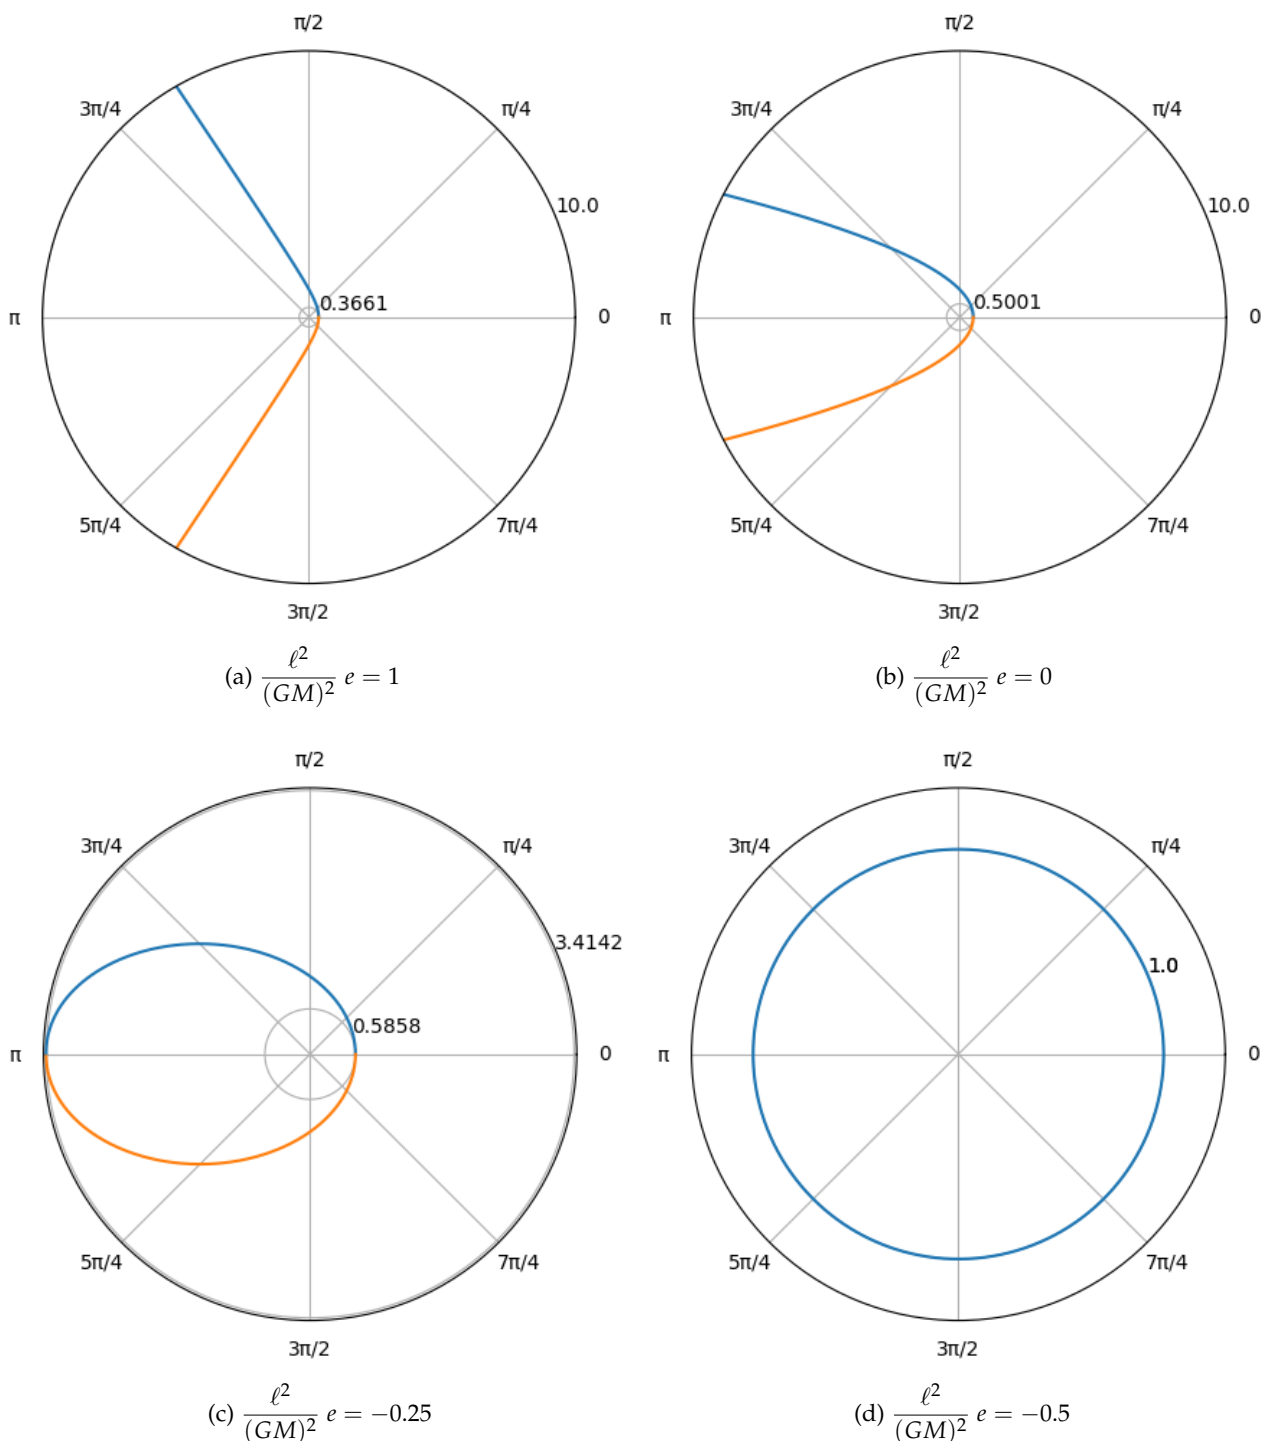 π/2
3π/4
π/4
10.0
0.3661
π
0
5π/4
7π/4
3π/2
(a) ℓ²/(GM)² e = 1
π/2
3π/4
π/4
10.0
0.5001
π
0
5π/4
7π/4
3π/2
(b) ℓ²/(GM)² e = 0
π/2
3π/4
π/4
3.4142
0.5858
π
0
5π/4
7π/4
3π/2
(c) ℓ²/(GM)² e = −0.25
π/2
3π/4
π/4
1.0
π
0
5π/4
7π/4
3π/2
(d) ℓ²/(GM)² e = −0.5